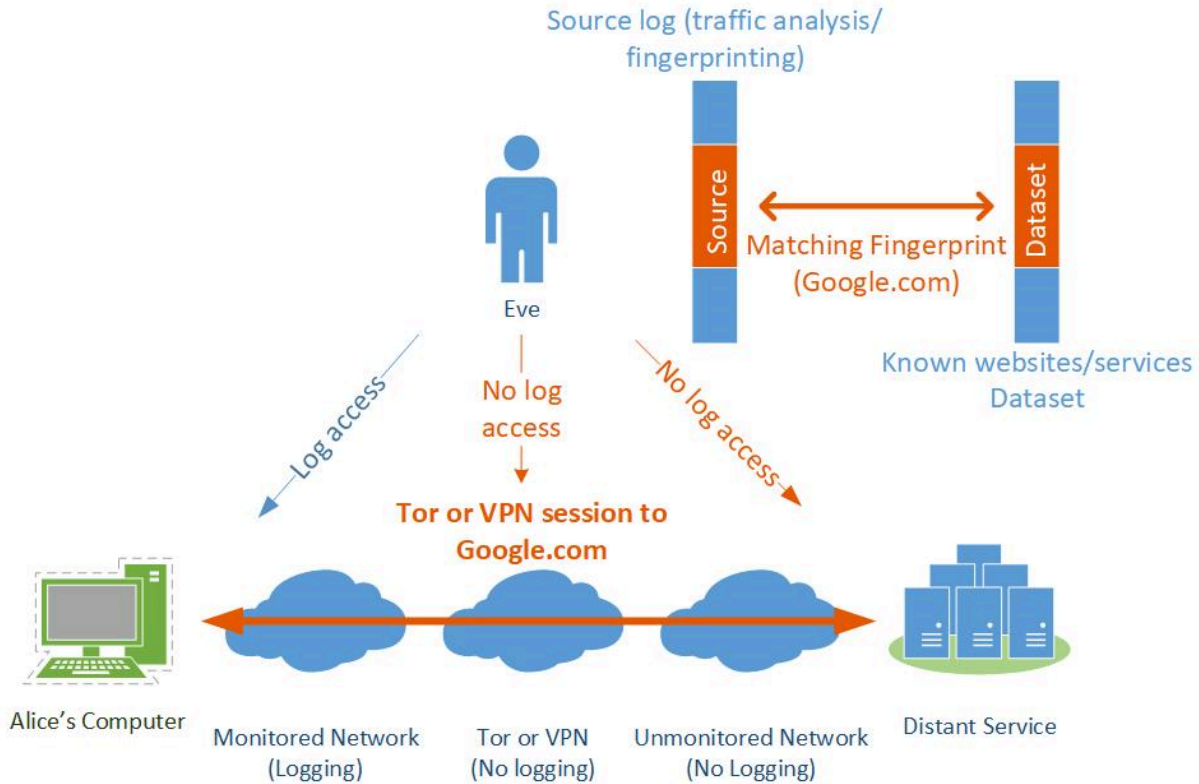 Source log (traffic analysis/
fingerprinting)
Source
Dataset
Matching Fingerprint
(Google.com)
Known websites/services
Dataset
Eve
Log access
No log
access
No log access
Tor or VPN session to
Google.com
Alice's Computer
Monitored Network
(Logging)
Tor or VPN
(No logging)
Unmonitored Network
(No Logging)
Distant Service